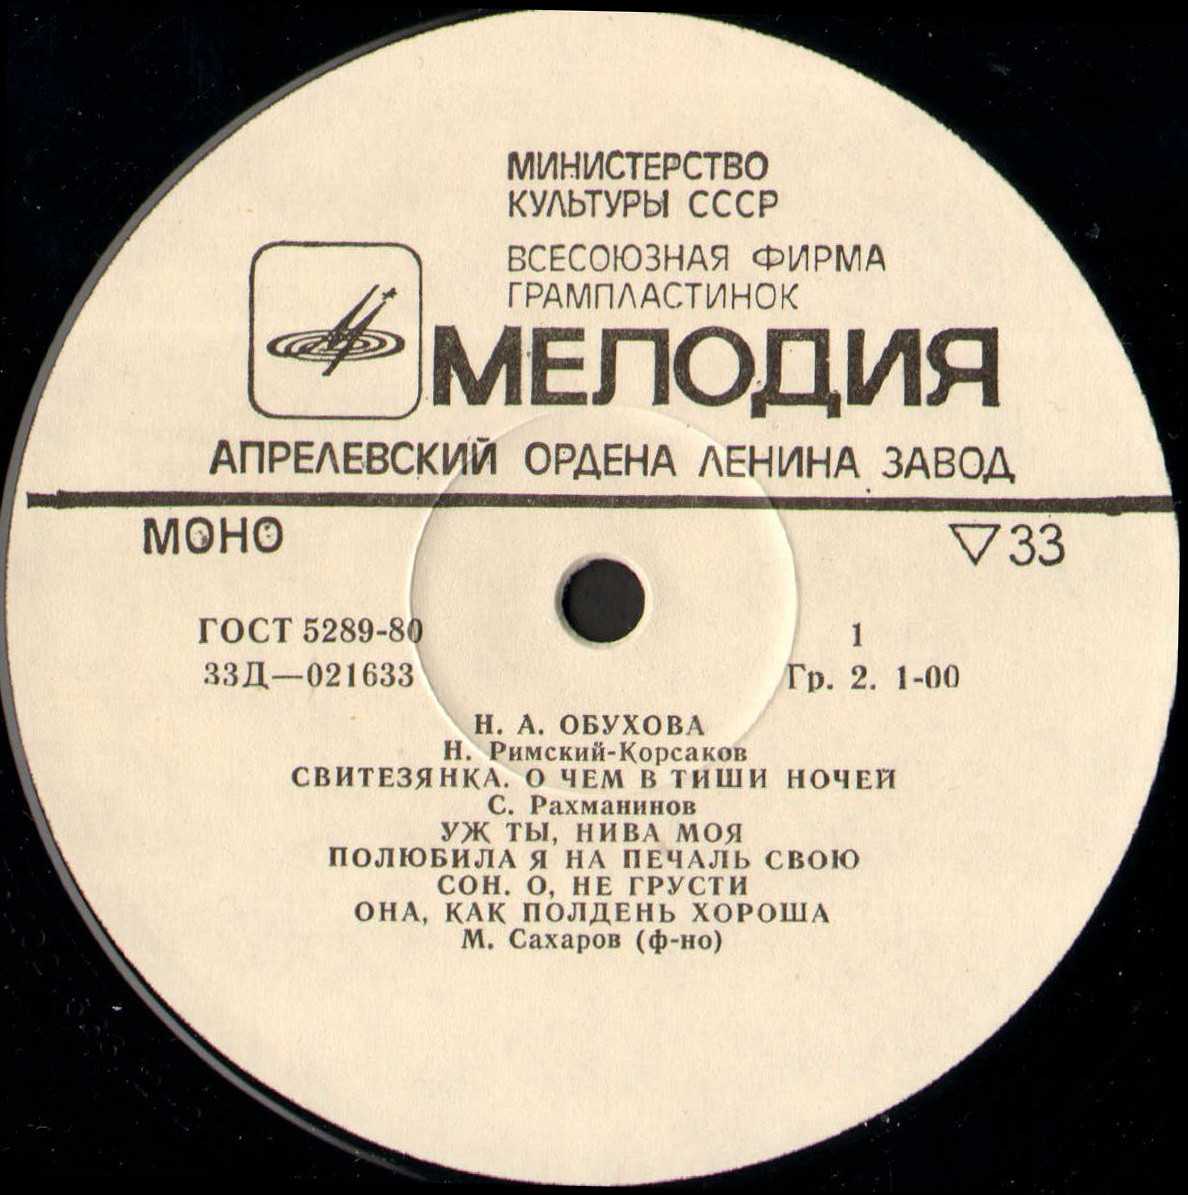 МИНИСТЕРСТВО
КУЛЬТУРЫ СССР
ВСЕСОЮЗНАЯ ФИРМА
ГРАМПЛАСТИНОК
МЕЛОДИЯ
АПРЕЛЕВСКИЙ ОРДЕНА ЛЕНИНА ЗАВОД
МОНО ▽33
ГОСТ 5289-80 1
33Д—021633 Гр. 2. 1-00
Н. А. ОБУХОВА
Н. Римский-Корсаков
СВИТЕЗЯНКА. О ЧЕМ В ТИШИ НОЧЕЙ
С. Рахманинов
УЖ ТЫ, НИВА МОЯ
ПОЛЮБИЛА Я НА ПЕЧАЛЬ СВОЮ
СОН. О, НЕ ГРУСТИ
ОНА, КАК ПОЛДЕНЬ ХОРОША
М. Сахаров (ф-но)